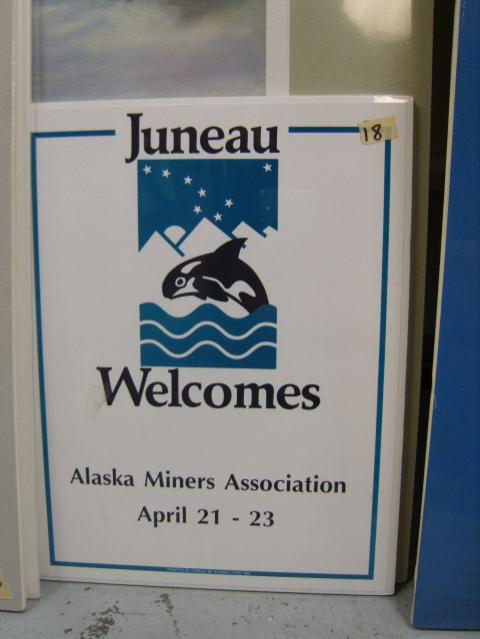 Juneau
18
Welcomes
Alaska Miners Association
April 21 - 23